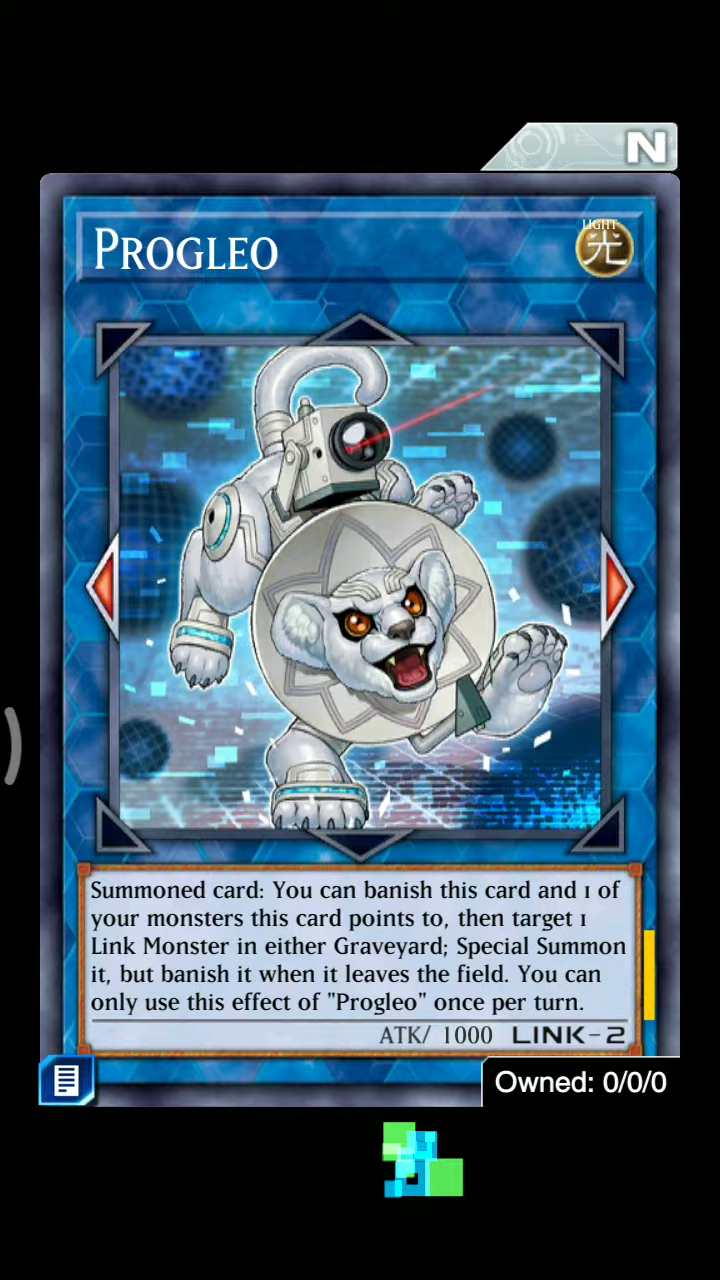 N
Progleo
LIGHT
光
Summoned card: You can banish this card and 1 of
your monsters this card points to, then target 1
Link Monster in either Graveyard; Special Summon
it, but banish it when it leaves the field. You can
only use this effect of "Progleo" once per turn.
ATK/ 1000 LINK-2
Owned: 0/0/0